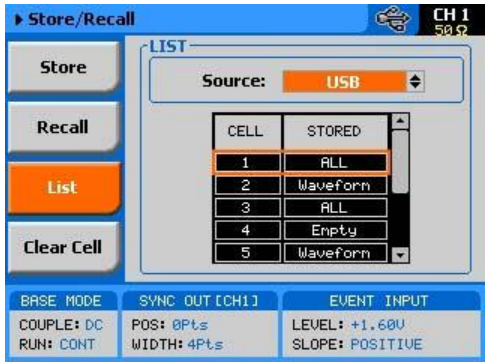 Store/Recall
CH 1
50Ω
Store
Recall
List
Clear Cell
LIST
Source: USB
CELL STORED
1 ALL
2 Waveform
3 ALL
4 Empty
5 Waveform
BASE MODE
COUPLE: DC
RUN: CONT
SYNC OUT [CH1]
POS: 0Pts
WIDTH: 4Pts
EVENT INPUT
LEVEL: +1.60V
SLOPE: POSITIVE